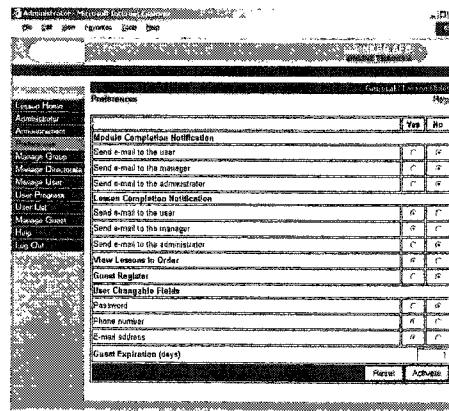 Administrator - Microsoft Internet Explorer
File Edit View Favorites Tools Help
Preferences
Lesson Home
Administrator
Announcement
Preferences
Manage Group
Manage Directorate
Manage User
User Progress
User List
Manage Guest
Help
Log Out
Yes No
Module Completion Notification
Send e-mail to the user
Send e-mail to the manager
Send e-mail to the administrator
Lesson Completion Notification
Send e-mail to the user
Send e-mail to the manager
Send e-mail to the administrator
View Lessons In Order
Guest Register
User Changable Fields
Password
Phone number
E-mail address
Guest Expiration (days) 1
Reset Activate